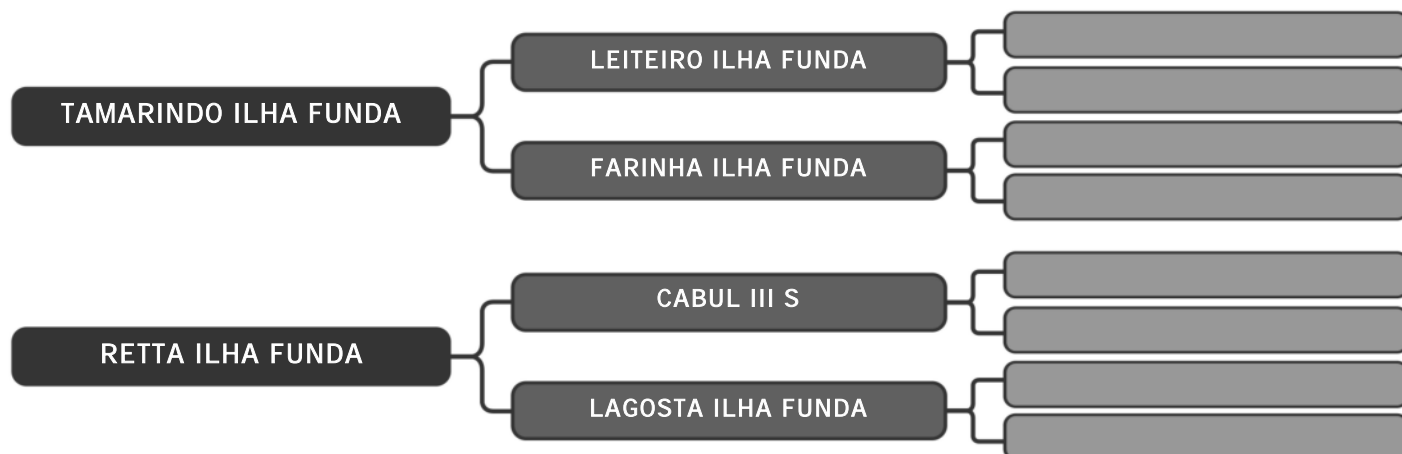 TAMARINDO ILHA FUNDA
LEITEIRO ILHA FUNDA
FARINHA ILHA FUNDA
RETTA ILHA FUNDA
CABUL III S
LAGOSTA ILHA FUNDA